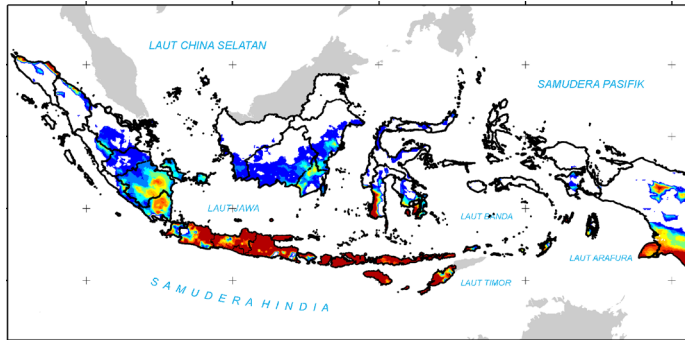 LAUT CHINA SELATAN
SAMUDERA PASIFIK
LAUT JAWA
LAUT BANDA
LAUT ARAFURA
LAUT TIMOR
SAMUDERA HINDIA